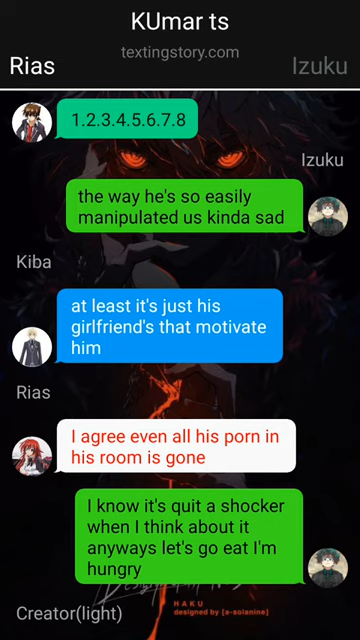 KUmar ts
textingstory.com
Rias
Izuku
1.2.3.4.5.6.7.8
Izuku
the way he's so easily
manipulated us kinda sad
Kiba
at least it's just his
girlfriend's that motivate
him
Rias
I agree even all his porn in
his room is gone
I know it's quit a shocker
when I think about it
anyways let's go eat I'm
hungry
HAKU
designed by [a-solanine]
Creator(light)